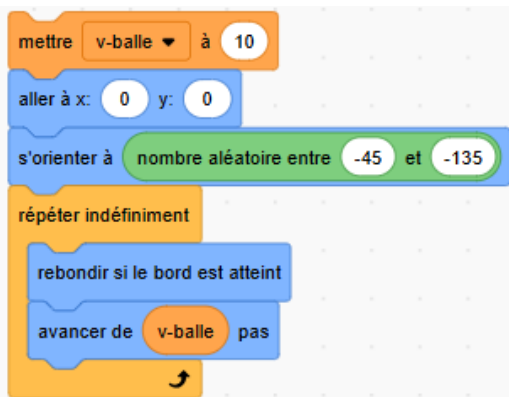 mettre v-balle à 10
aller à x: 0 y: 0
s'orienter à nombre aléatoire entre -45 et -135
répéter indéfiniment
rebondir si le bord est atteint
avancer de v-balle pas